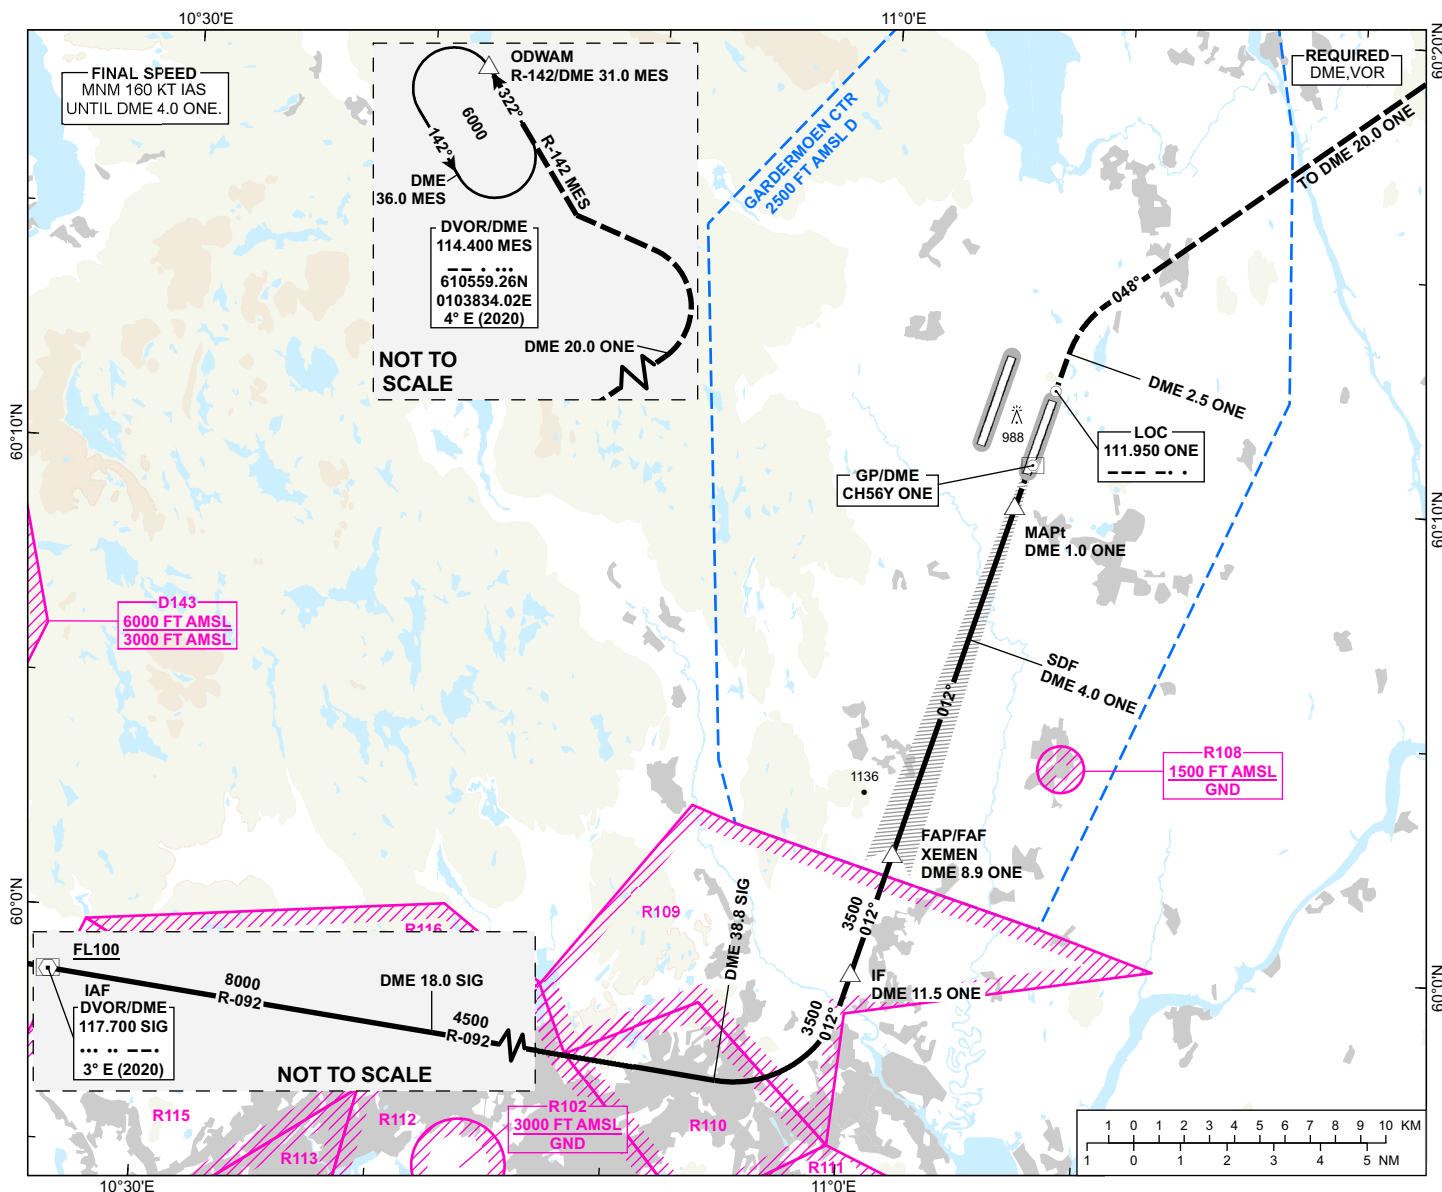 10°30'E
11°0'E
60°20'N
FINAL SPEED
MNM 160 KT IAS
UNTIL DME 4.0 ONE.
ODWAM
R-142/DME 31.0 MES
322°
6000
142°
R-142 MES
DME
36.0 MES
DVOR/DME
114.400 MES
610559.26N
0103834.02E
4° E (2020)
DME 20.0 ONE
NOT TO
SCALE
GARDERMOEN CTR
2500 FT AMSL D
REQUIRED
DME,VOR
TO DME 20.0 ONE
048°
DME 2.5 ONE
988
LOC
111.950 ONE
GP/DME
CH56Y ONE
60°10'N
60°10'N
MAPt
DME 1.0 ONE
D143
6000 FT AMSL
3000 FT AMSL
SDF
DME 4.0 ONE
012°
R108
1500 FT AMSL
GND
1136
FAP/FAF
XEMEN
DME 8.9 ONE
60°0'N
R109
R116
DME 38.8 SIG
3500
012°
IF
DME 11.5 ONE
60°0'N
3500
012°
FL100
8000
R-092
DME 18.0 SIG
4500
R-092
IAF
DVOR/DME
117.700 SIG
3° E (2020)
NOT TO SCALE
R115
R112
R113
R102
3000 FT AMSL
GND
R110
R111
1 0 1 2 3 4 5 6 7 8 9 10 KM
1 0 1 2 3 4 5 NM
10°30'E
11°0'E